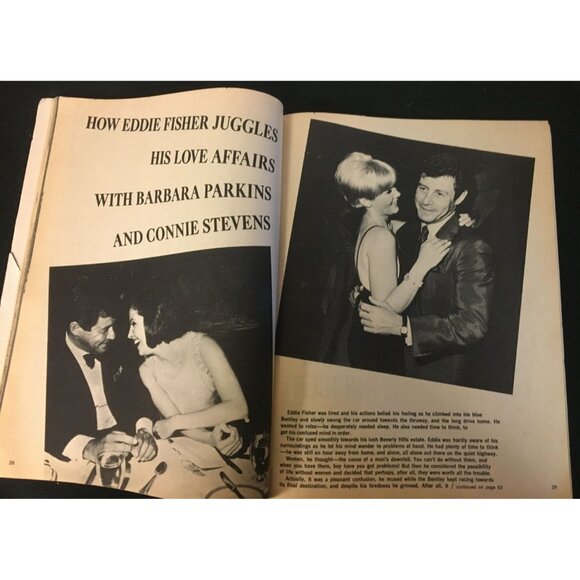 HOW EDDIE FISHER JUGGLES
HIS LOVE AFFAIRS
WITH BARBARA PARKINS
AND CONNIE STEVENS
Eddie Fisher was tired and his actions belied his feeling as he climbed into his blue
Bentley and slowly swung the car towards the thruway, and the long drive home. He
wanted to relax—he desperately needed sleep. He also needed time to think, to
get his confused mind in order.
The car sped smoothly towards his lush Beverly Hills estate. Eddie was hardly aware of his
surroundings as he let his mind wander to problems at hand. He had plenty of time to think
—he was still an hour away from home, and alone, all alone out there on the quiet highway.
Women, he thought—the cause of a man's downfall. You can't do without them, and
when you have them, boy have you got problems! But then he considered the possibility
of life without women and decided that perhaps, after all, they were worth all the trouble.
Actually, it was a pleasant confusion, he mused while the Bentley kept racing towards
its final destination, and despite his tiredness he grinned. After all, it / continued on page 63
28
29